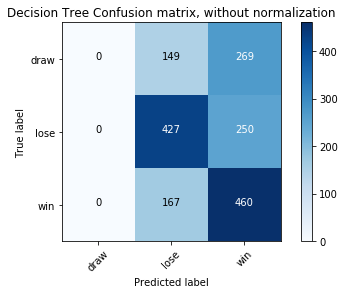 Decision Tree Confusion matrix, without normalization
draw 0 149 269
lose 0 427 250
win 0 167 460
draw lose win
Predicted label
True label
400
300
200
100
0